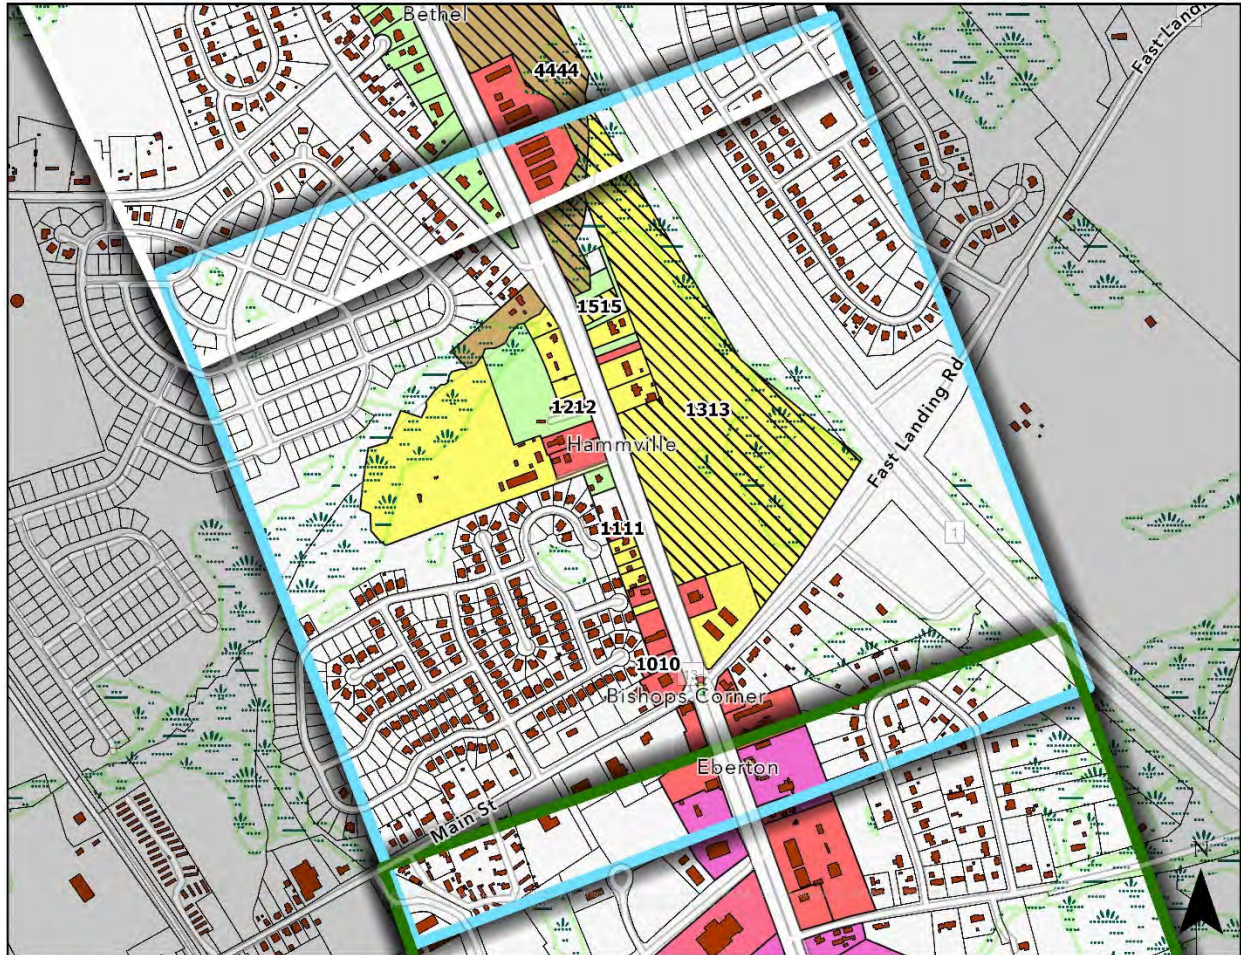 Bethel
Fast Landi
4444
1515
1212
1313
Hammville
Fast Landing Rd
1111
1
1010
13
Bishops Corner
Eberton
Main St
N